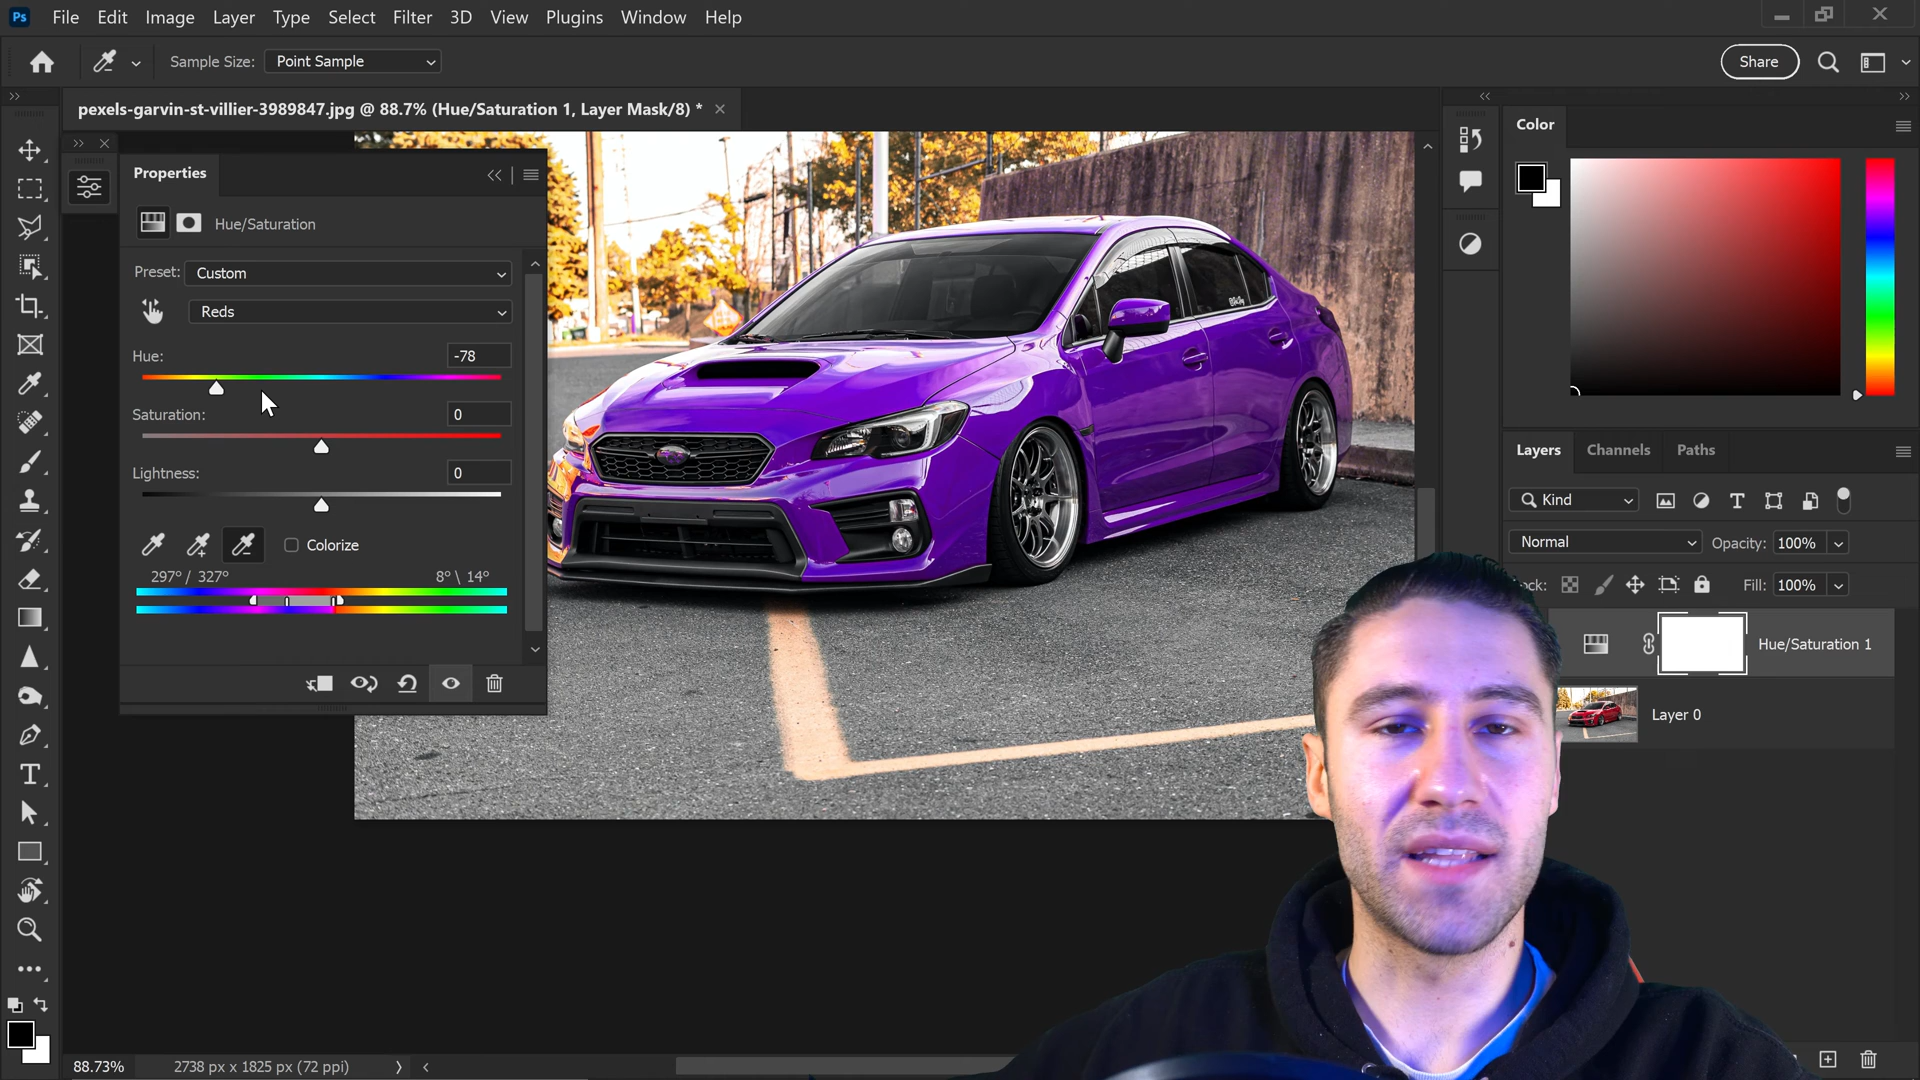 Ps File Edit Image Layer Type Select Filter 3D View Plugins Window Help
Sample Size: Point Sample Share
pexels-garvin-st-villier-3989847.jpg @ 88.7% (Hue/Saturation 1, Layer Mask/8) *
Properties
Hue/Saturation
Preset: Custom
Reds
Hue: -78
Saturation: 0
Lightness: 0
Colorize
297°/ 327° 8°\ 14°
Color
Layers Channels Paths
Kind
Normal Opacity: 100%
ock: Fill: 100%
Hue/Saturation 1
Layer 0
88.73% 2738 px x 1825 px (72 ppi)